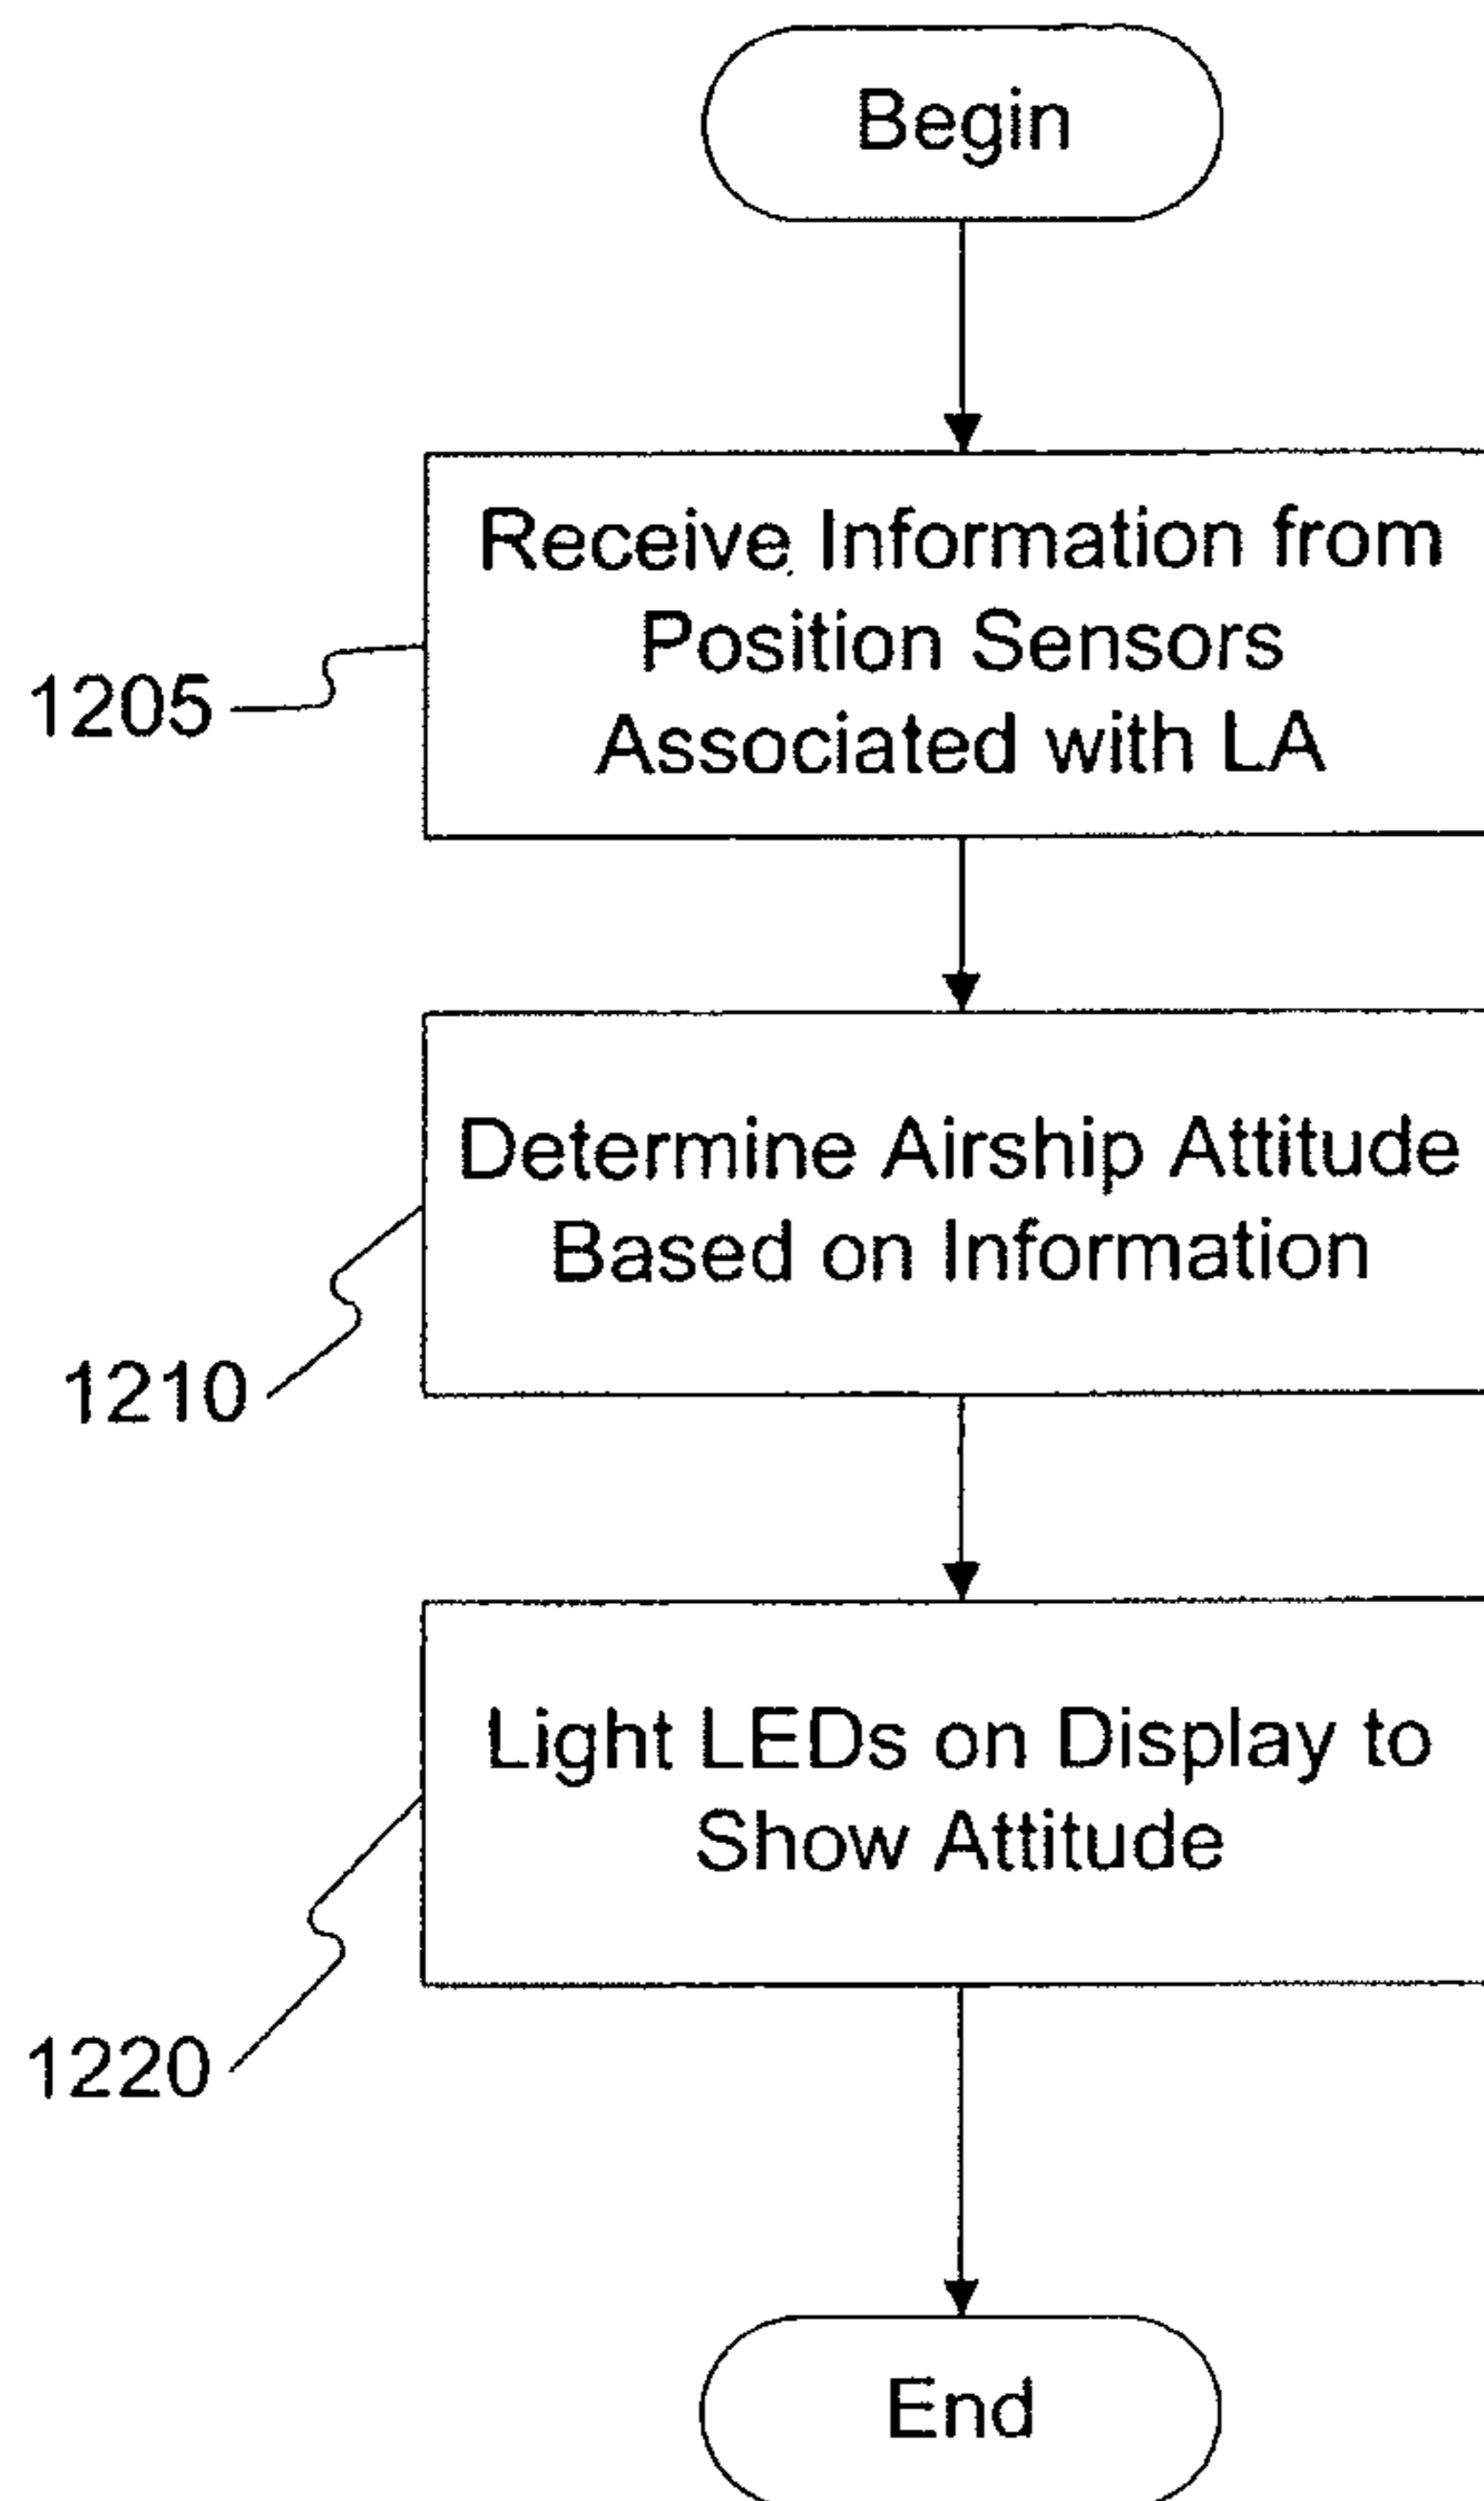 Begin
Receive Information from
Position Sensors
Associated with LA
1205
Determine Airship Attitude
Based on Information
1210
Light LEDs on Display to
Show Attitude
1220
End